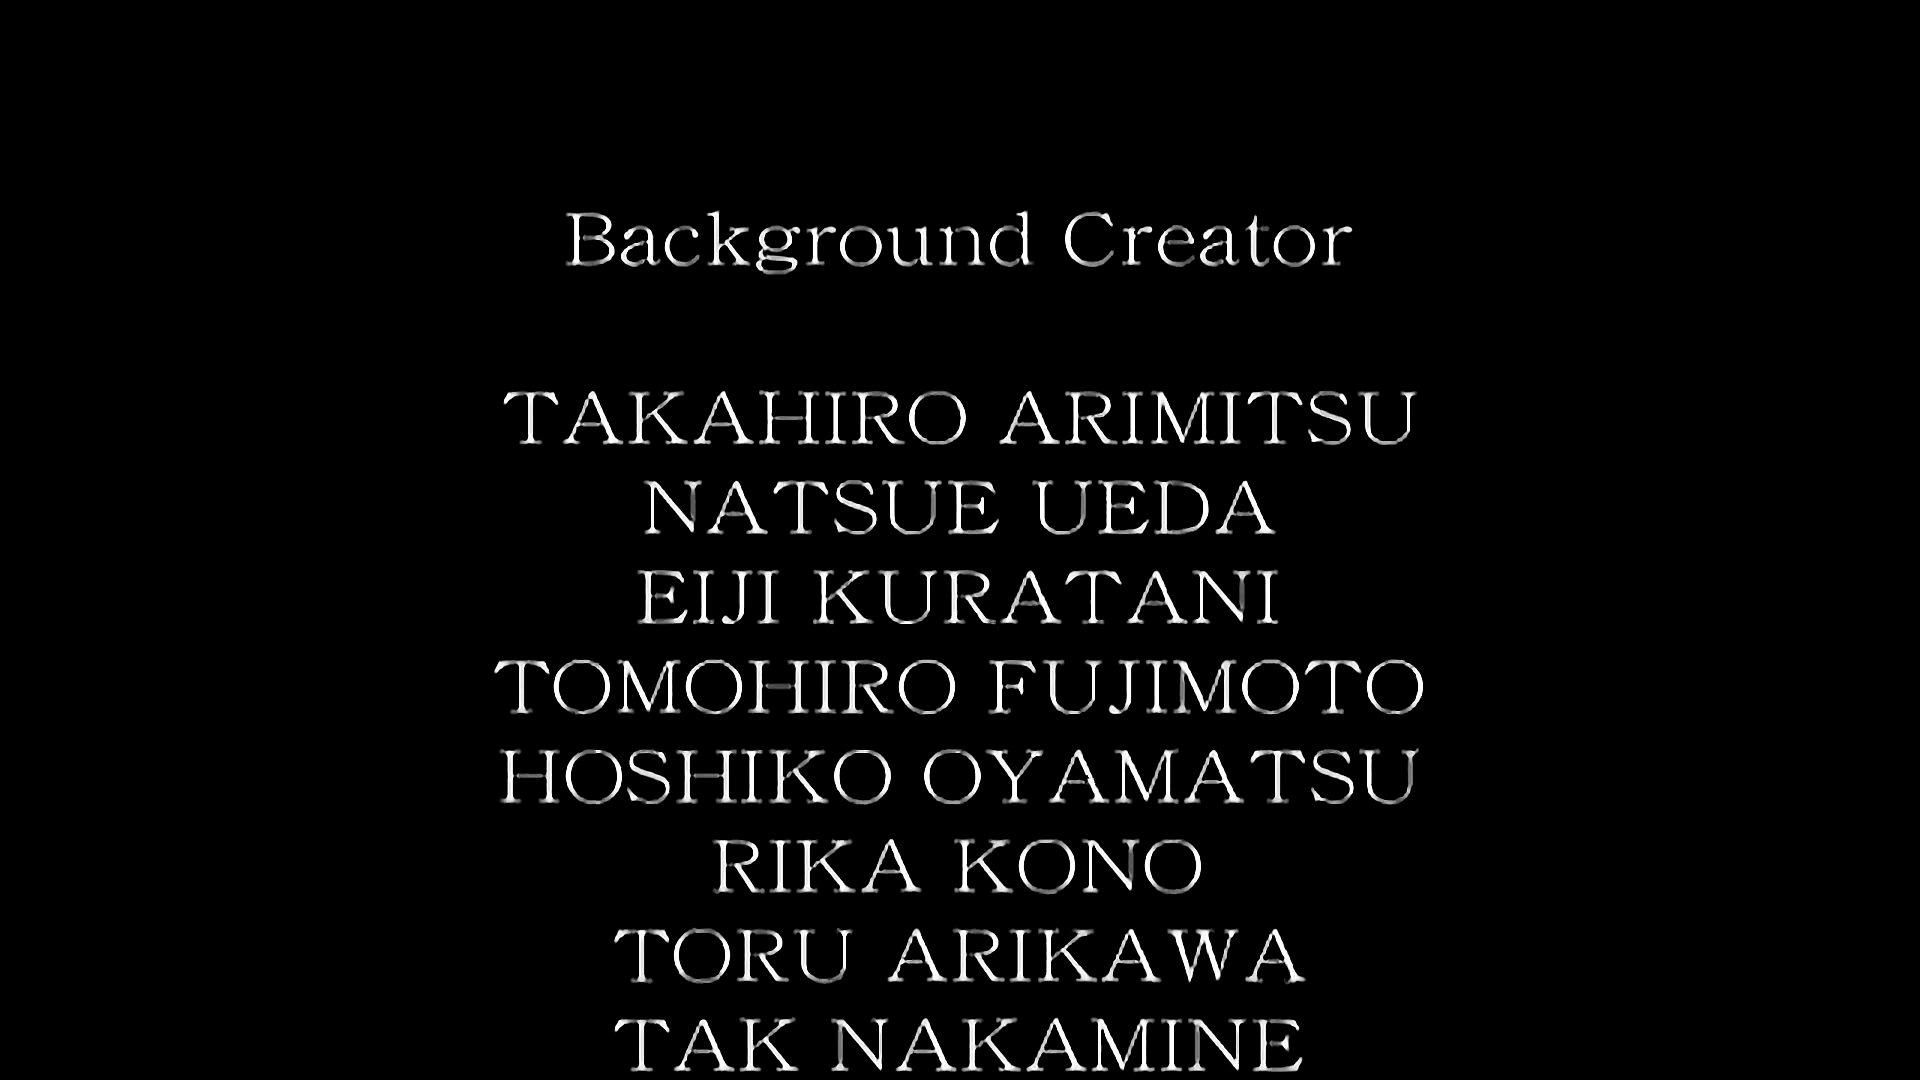 Background Creator
TAKAHIRO ARIMITSU
NATSUE UEDA
EIJI KURATANI
TOMOHIRO FUJIMOTO
HOSHIKO OYAMATSU
RIKA KONO
TORU ARIKAWA
TAK NAKAMINE